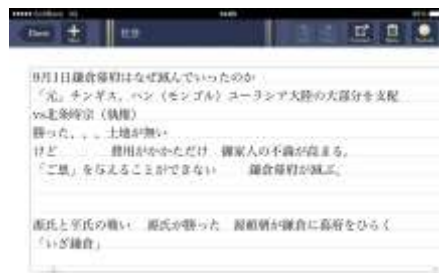 Done
9月1日鎌倉幕府はなぜ滅んでいったのか
「元」チンギス、ハン（モンゴル）ユーラシア大陸の大部分を支配
vs北条時宗（執権）
勝った、、、土地が無い
けど 費用がかかただけ 御家人の不満が高まる。
「ご恩」を与えることができない 鎌倉幕府が滅ぶ。
源氏と平氏の戦い 源氏が勝った 源頼朝が鎌倉に幕府をひらく
「いざ鎌倉」